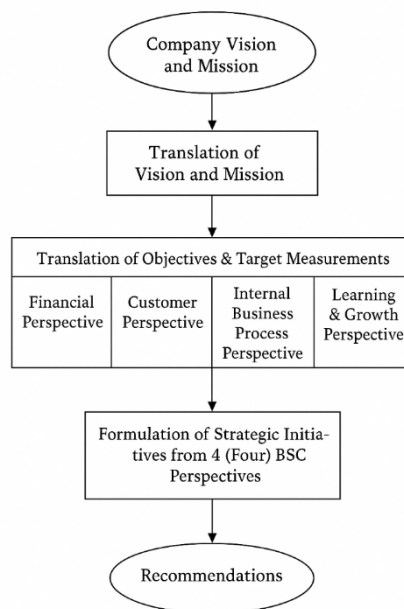 Company Vision
and Mission
Translation of
Vision and Mission
Translation of Objectives & Target Measurements
Financial
Perspective
Customer
Perspective
Internal
Business
Process
Perspective
Learning
& Growth
Perspective
Formulation of Strategic Initia-
tives from 4 (Four) BSC
Perspectives
Recommendations